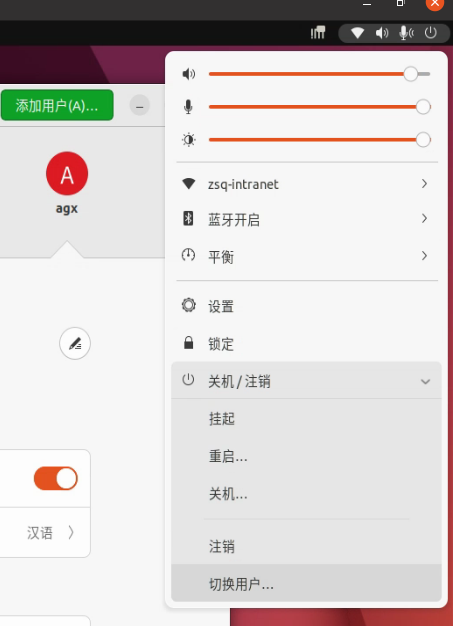 添加用户(A)...
A
agx
zsq-intranet
蓝牙开启
平衡
设置
锁定
关机 / 注销
挂起
重启...
关机...
汉语
注销
切换用户...